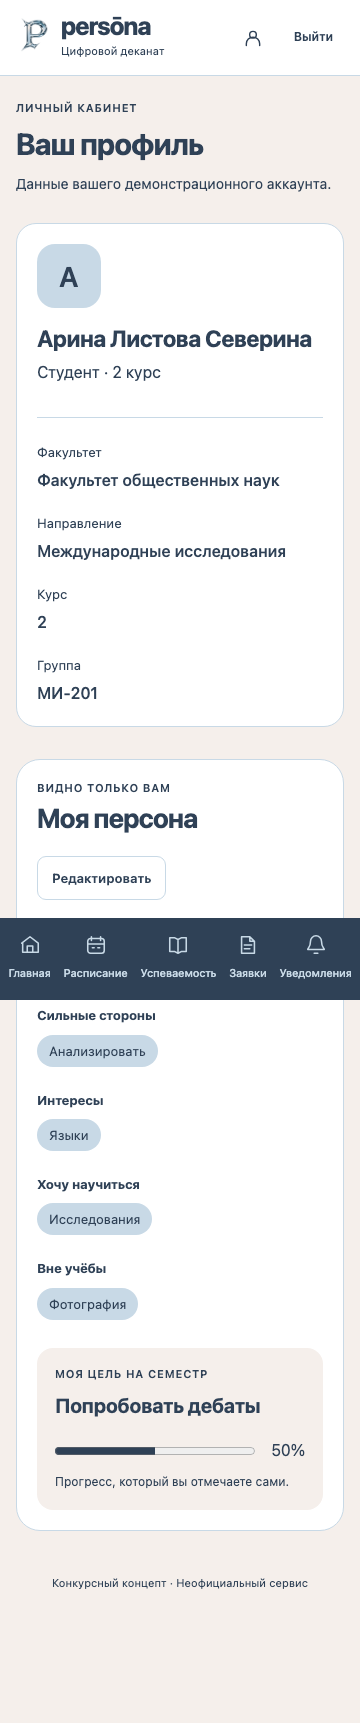 persōna
Цифровой деканат
Выйти
ЛИЧНЫЙ КАБИНЕТ
Ваш профиль
Данные вашего демонстрационного аккаунта.
А
Арина Листова Северина
Студент · 2 курс
Факультет
Факультет общественных наук
Направление
Международные исследования
Курс
2
Группа
МИ-201
ВИДНО ТОЛЬКО ВАМ
Моя персона
Редактировать
Главная Расписание Успеваемость Заявки Уведомления
Сильные стороны
Анализировать
Интересы
Языки
Хочу научиться
Исследования
Вне учёбы
Фотография
МОЯ ЦЕЛЬ НА СЕМЕСТР
Попробовать дебаты
50%
Прогресс, который вы отмечаете сами.
Конкурсный концепт · Неофициальный сервис